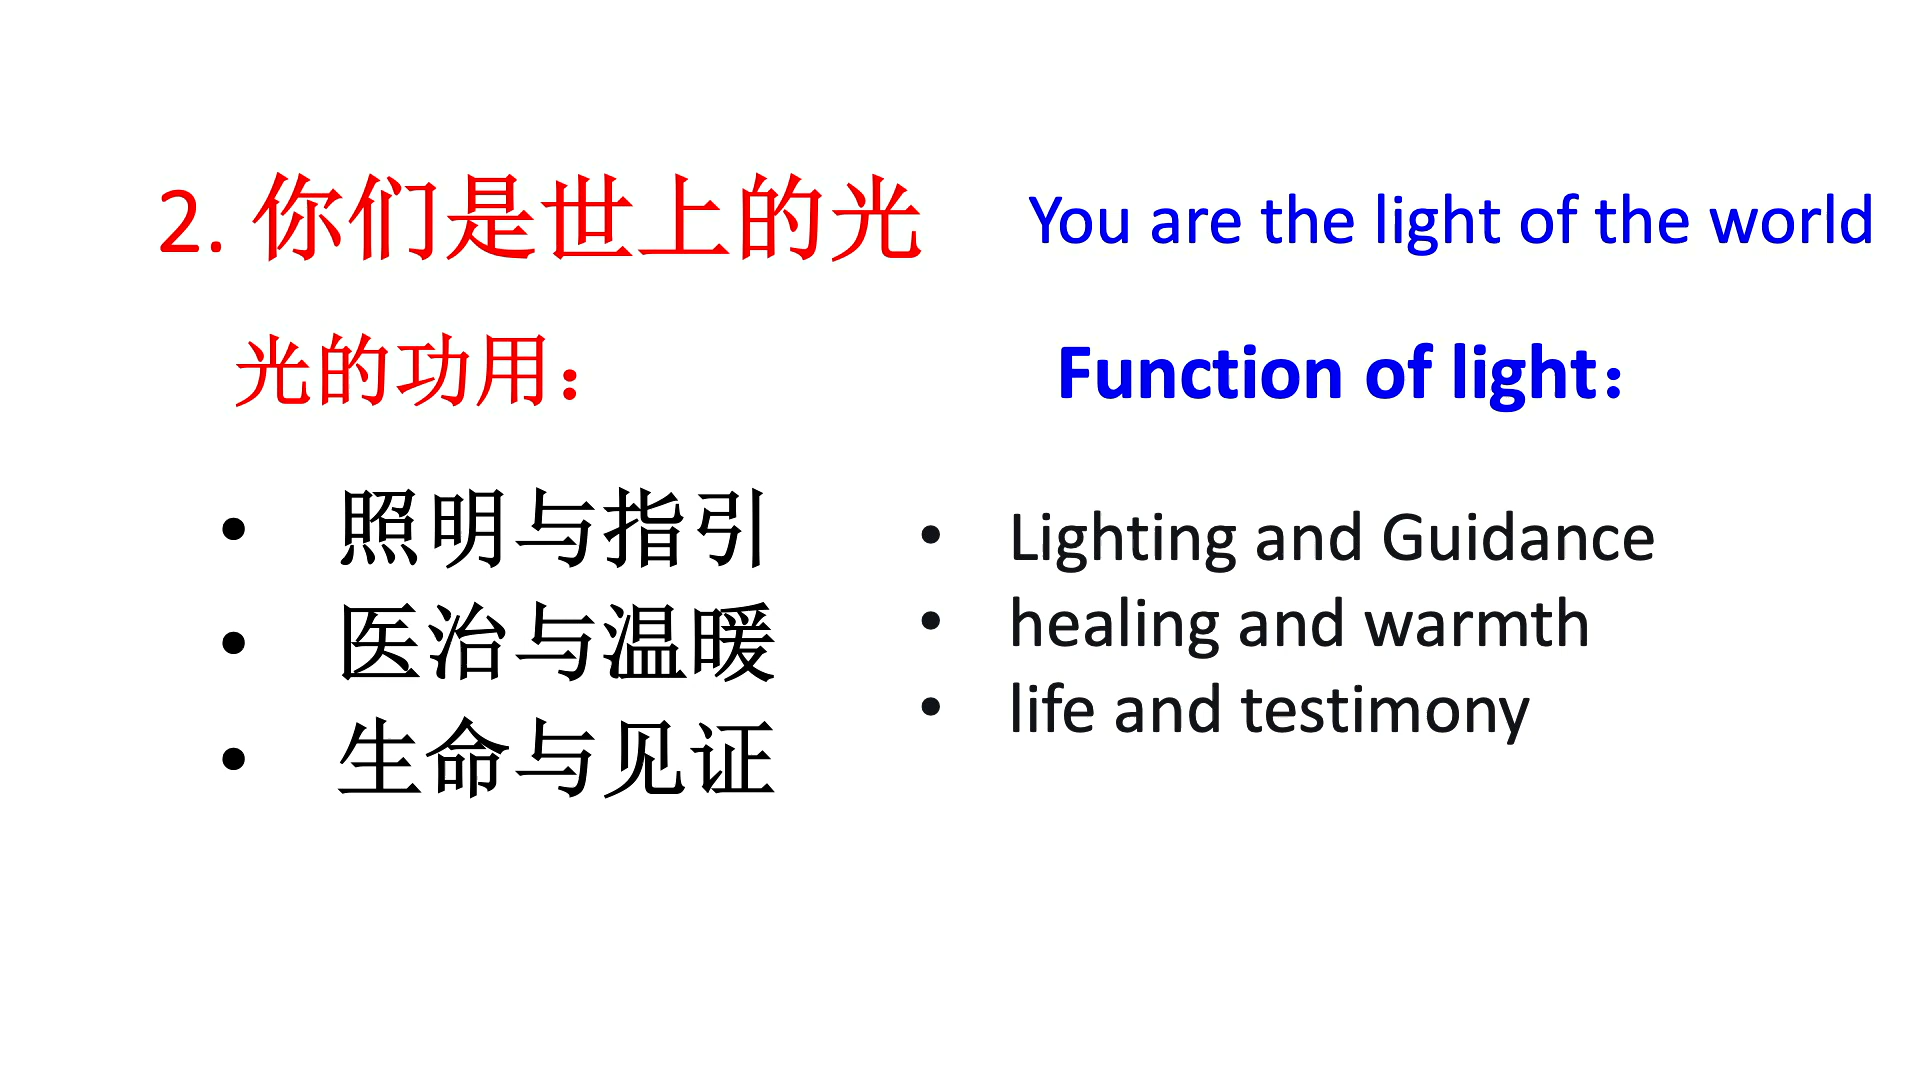 2. 你们是世上的光
You are the light of the world
光的功用：
Function of light：
• 照明与指引
• 医治与温暖
• 生命与见证
• Lighting and Guidance
• healing and warmth
• life and testimony